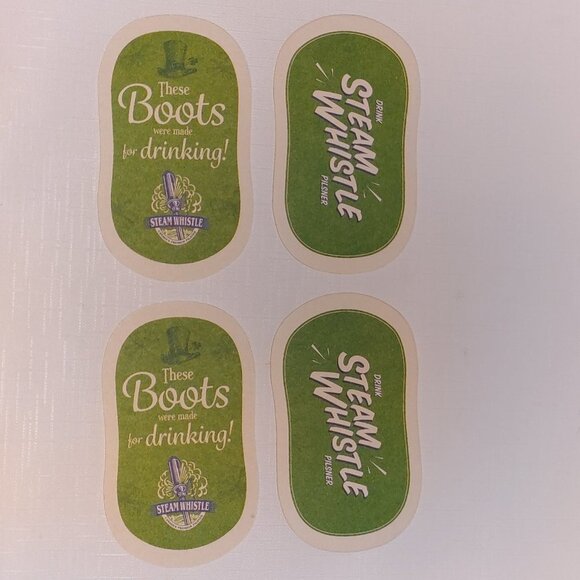 These
Boots
were made
for drinking!
STEAM WHISTLE
DRINK
STEAM
WHISTLE
PILSNER
These
Boots
were made
for drinking!
STEAM WHISTLE
DRINK
STEAM
WHISTLE
PILSNER